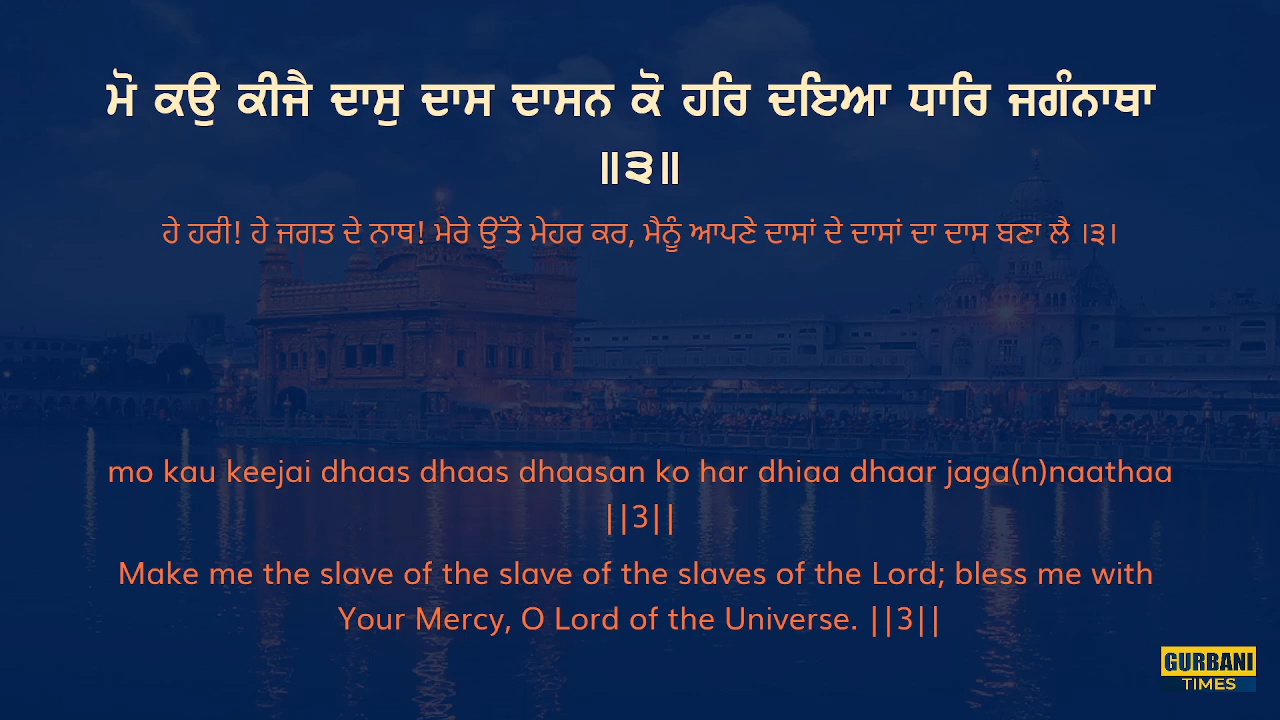 ਮੋ ਕਉ ਕੀਜੈ ਦਾਸੁ ਦਾਸ ਦਾਸਨ ਕੋ ਹਰਿ ਦਇਆ ਧਾਰਿ ਜਗੰਨਾਥਾ
॥੩॥
ਹੇ ਹਰੀ! ਹੇ ਜਗਤ ਦੇ ਨਾਥ! ਮੇਰੇ ਉੱਤੇ ਮੇਹਰ ਕਰ, ਮੈਨੂੰ ਆਪਣੇ ਦਾਸਾਂ ਦੇ ਦਾਸਾਂ ਦਾ ਦਾਸ ਬਣਾ ਲੈ ।੩।
mo kau keejai dhaas dhaas dhaasan ko har dhiaa dhaar jaga(n)naathaa
||3||
Make me the slave of the slave of the slaves of the Lord; bless me with
Your Mercy, O Lord of the Universe. ||3||
GURBANI
TIMES